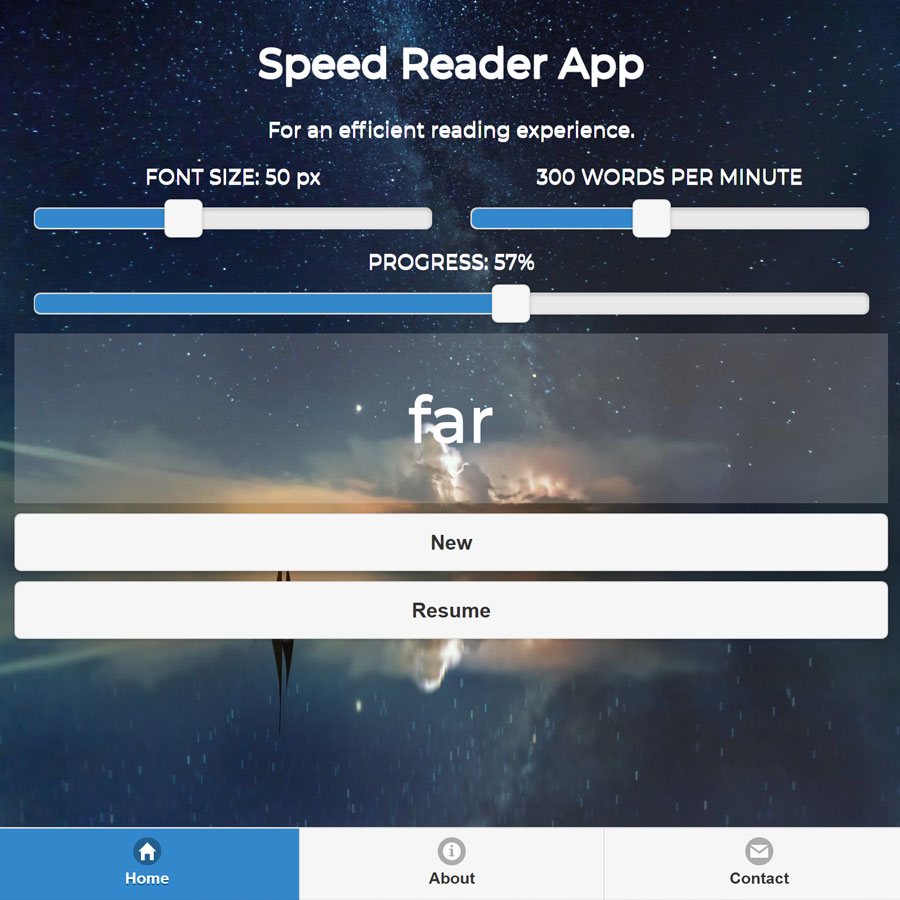 Speed Reader App
For an efficient reading experience.
FONT SIZE: 50 px
300 WORDS PER MINUTE
PROGRESS: 57%
far
New
Resume
Home
About
Contact